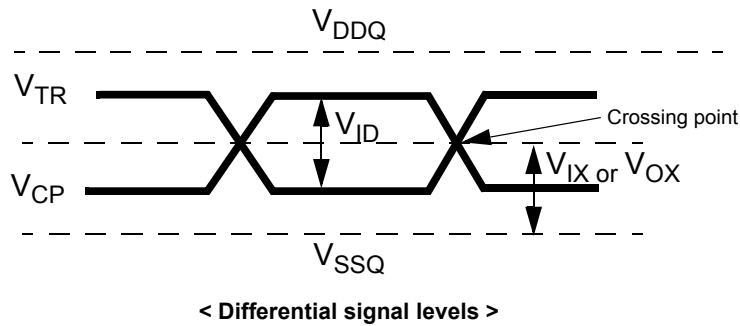 VDDQ
VTR
VID
Crossing point
VIX or VOX
VCP
VSSQ
< Differential signal levels >